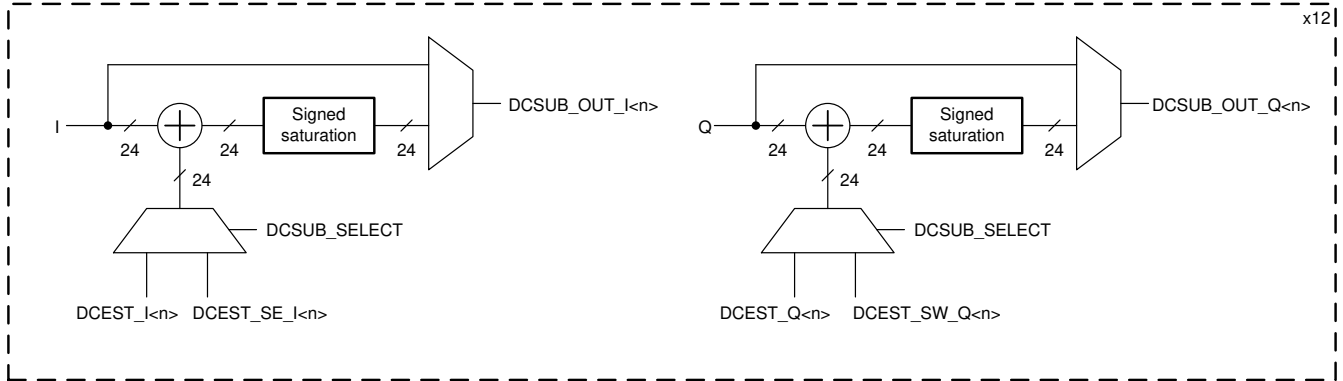 x12
I
24
24
Signed
saturation
24
DCSUB_OUT_I<n>
24
DCSUB_SELECT
DCEST_I<n>
DCEST_SE_I<n>
Q
24
24
Signed
saturation
24
DCSUB_OUT_Q<n>
24
DCSUB_SELECT
DCEST_Q<n>
DCEST_SW_Q<n>